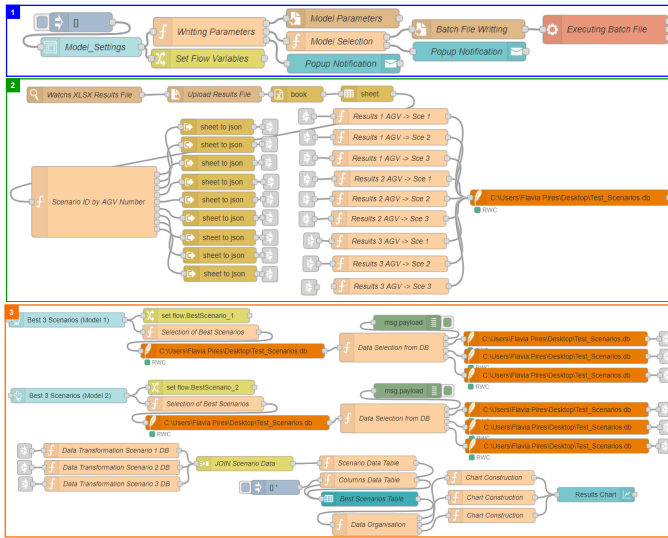 1
[]
Model_Settings
Writting Parameters
Set Flow Variables
Model Parameters
Model Selection
Popup Notification
Batch File Writting
Popup Notification
Executing Batch File
2
Watchs XLSX Results File
Upload Results File
book
sheet
Scenario ID by AGV Number
sheet to json
sheet to json
sheet to json
sheet to json
sheet to json
sheet to json
sheet to json
sheet to json
sheet to json
Results 1 AGV -> Sce 1
Results 1 AGV -> Sce 2
Results 1 AGV -> Sce 3
Results 2 AGV -> Sce 1
Results 2 AGV -> Sce 2
Results 2 AGV -> Sce 3
Results 3 AGV -> Sce 1
Results 3 AGV -> Sce 2
Results 3 AGV -> Sce 3
C:\Users\Flavia Pires\Desktop\Test_Scenarios.db
RWC
3
Best 3 Scenarios (Model 1)
set flow.BestScenario_1
Selection of Best Scenarios
C:\Users\Flavia Pires\Desktop\Test_Scenarios.db
RWC
msg.payload
Data Selection from DB
C:\Users\Flavia Pires\Desktop\Test_Scenarios.db
RWC
C:\Users\Flavia Pires\Desktop\Test_Scenarios.db
RWC
C:\Users\Flavia Pires\Desktop\Test_Scenarios.db
RWC
Best 3 Scenarios (Model 2)
set flow.BestScenario_2
Selection of Best Scenarios
C:\Users\Flavia Pires\Desktop\Test_Scenarios.db
RWC
msg.payload
Data Selection from DB
C:\Users\Flavia Pires\Desktop\Test_Scenarios.db
RWC
C:\Users\Flavia Pires\Desktop\Test_Scenarios.db
RWC
C:\Users\Flavia Pires\Desktop\Test_Scenarios.db
RWC
Data Transformation Scenario 1 DB
Data Transformation Scenario 2 DB
Data Transformation Scenario 3 DB
JOIN Scenario Data
[] ¹
Scenario Data Table
Columns Data Table
Best Scenarios Table
Data Organisation
Chart Construction
Chart Construction
Chart Construction
Results Chart